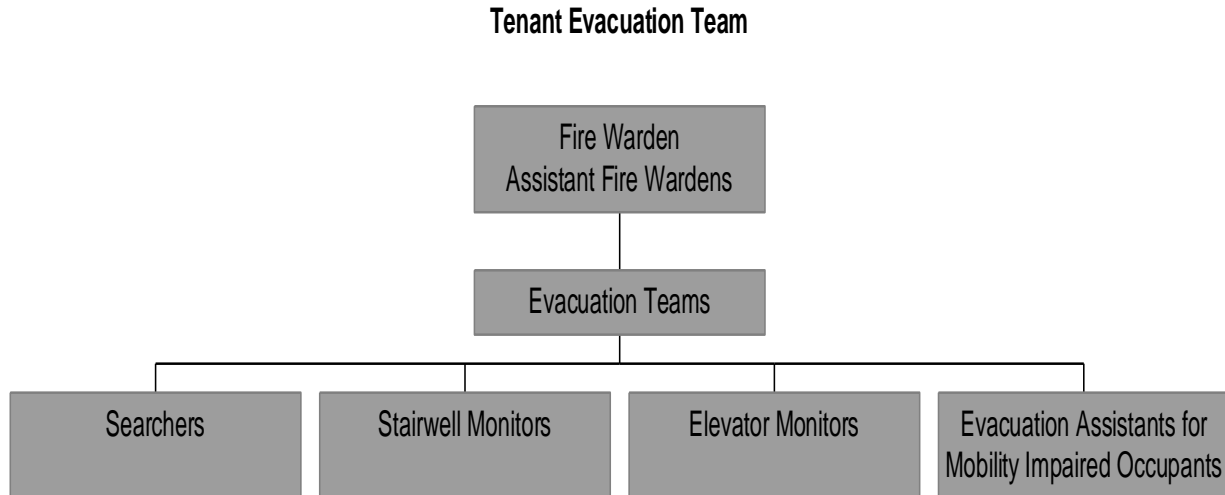 Tenant Evacuation Team
Fire Warden
Assistant Fire Wardens
Evacuation Teams
Searchers
Stairwell Monitors
Elevator Monitors
Evacuation Assistants for
Mobility Impaired Occupants